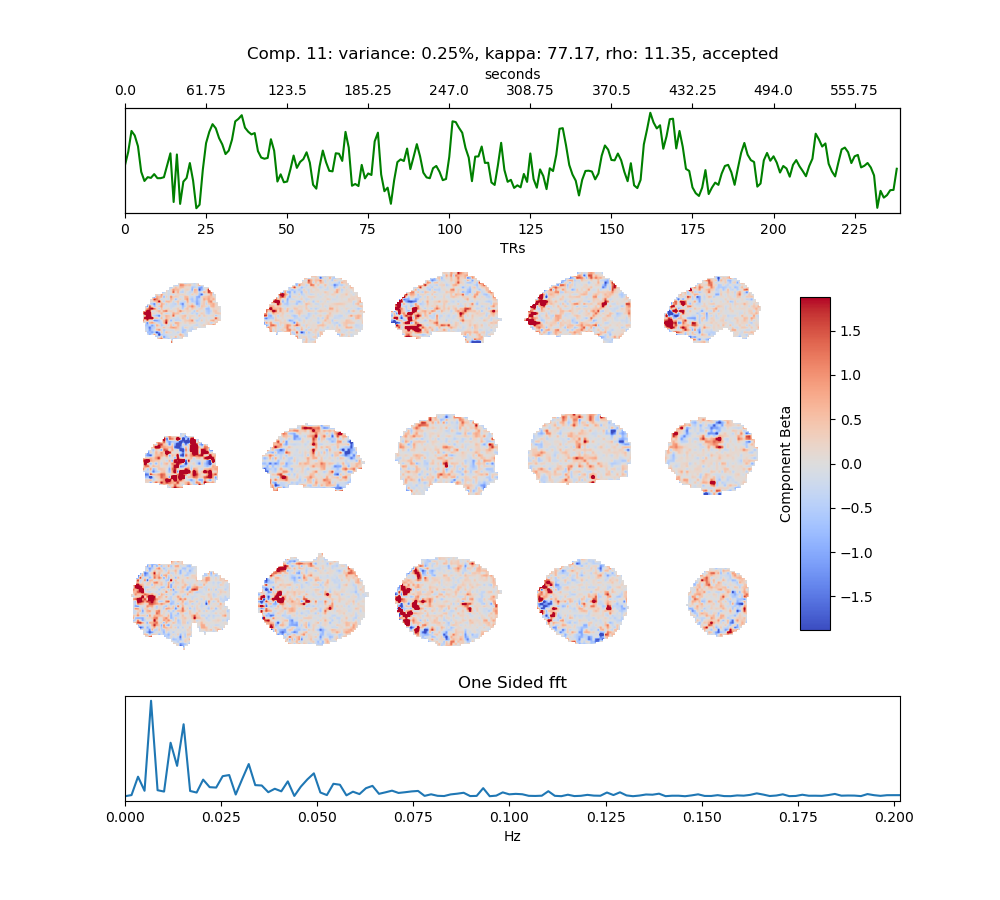 Comp. 11: variance: 0.25%, kappa: 77.17, rho: 11.35, accepted
seconds
0.0 61.75 123.5 185.25 247.0 308.75 370.5 432.25 494.0 555.75
0 25 50 75 100 125 150 175 200 225
TRs
1.5
1.0
0.5
0.0
−0.5
−1.0
−1.5
Component Beta
One Sided fft
0.000 0.025 0.050 0.075 0.100 0.125 0.150 0.175 0.200
Hz